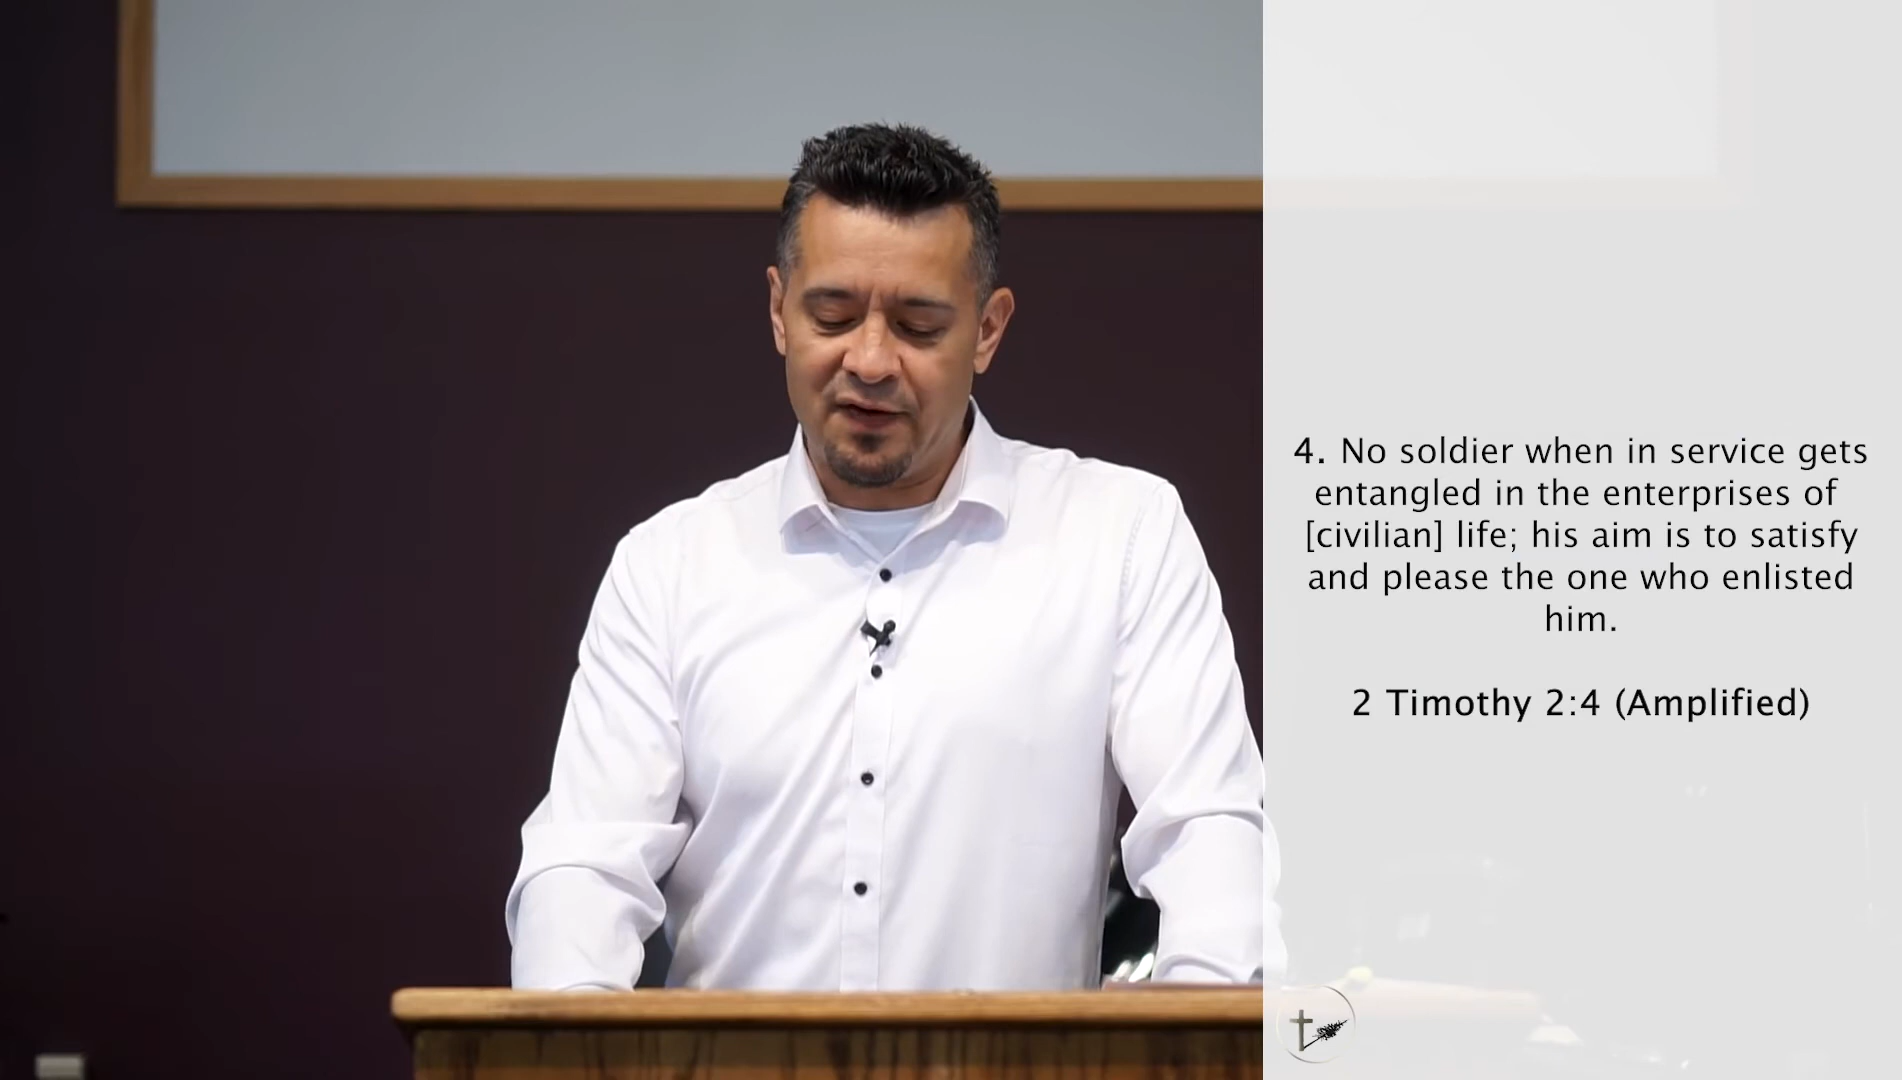 4. No soldier when in service gets
entangled in the enterprises of
[civilian] life; his aim is to satisfy
and please the one who enlisted
him.
2 Timothy 2:4 (Amplified)